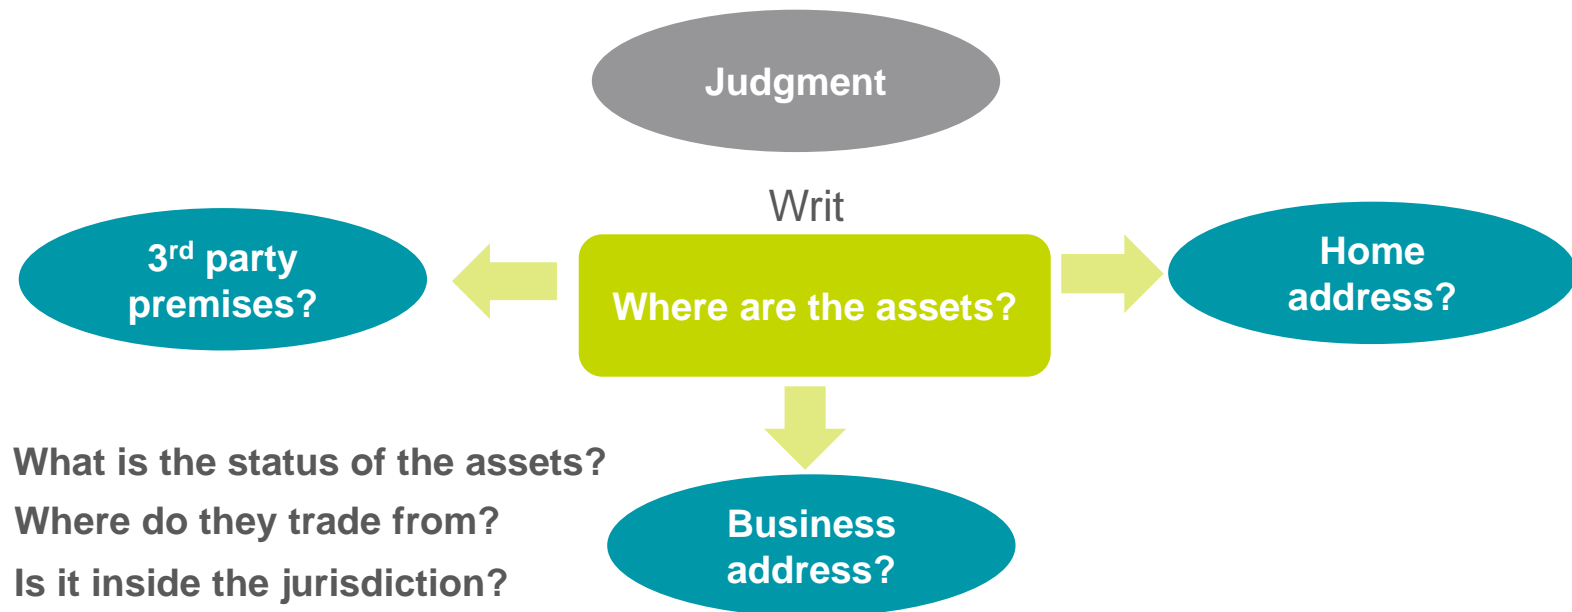 Judgment
Writ
3rd party
premises?
Where are the assets?
Home
address?
What is the status of the assets?
Where do they trade from?
Is it inside the jurisdiction?
Business
address?